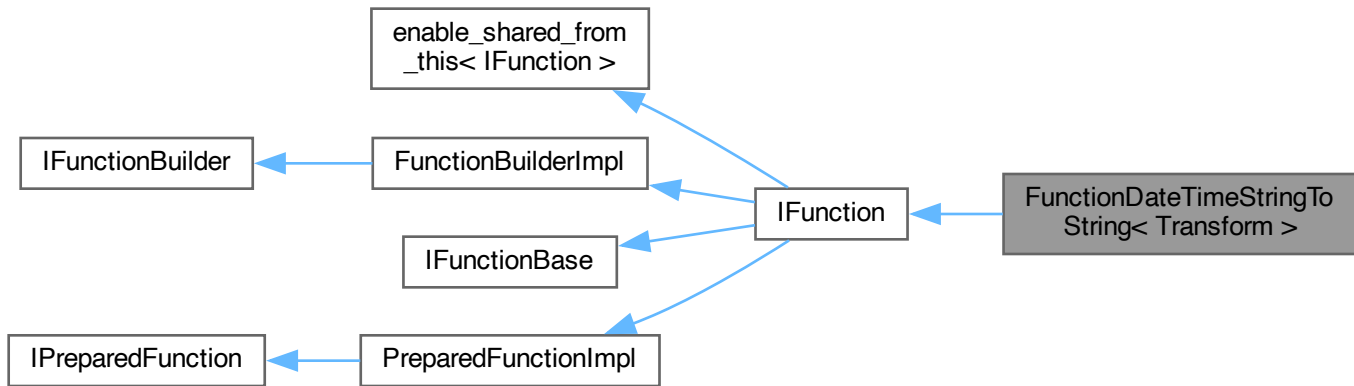 enable_shared_from
_this< IFunction >
IFunctionBuilder
FunctionBuilderImpl
IFunction
FunctionDateTimeStringTo
String< Transform >
IFunctionBase
IPreparedFunction
PreparedFunctionImpl